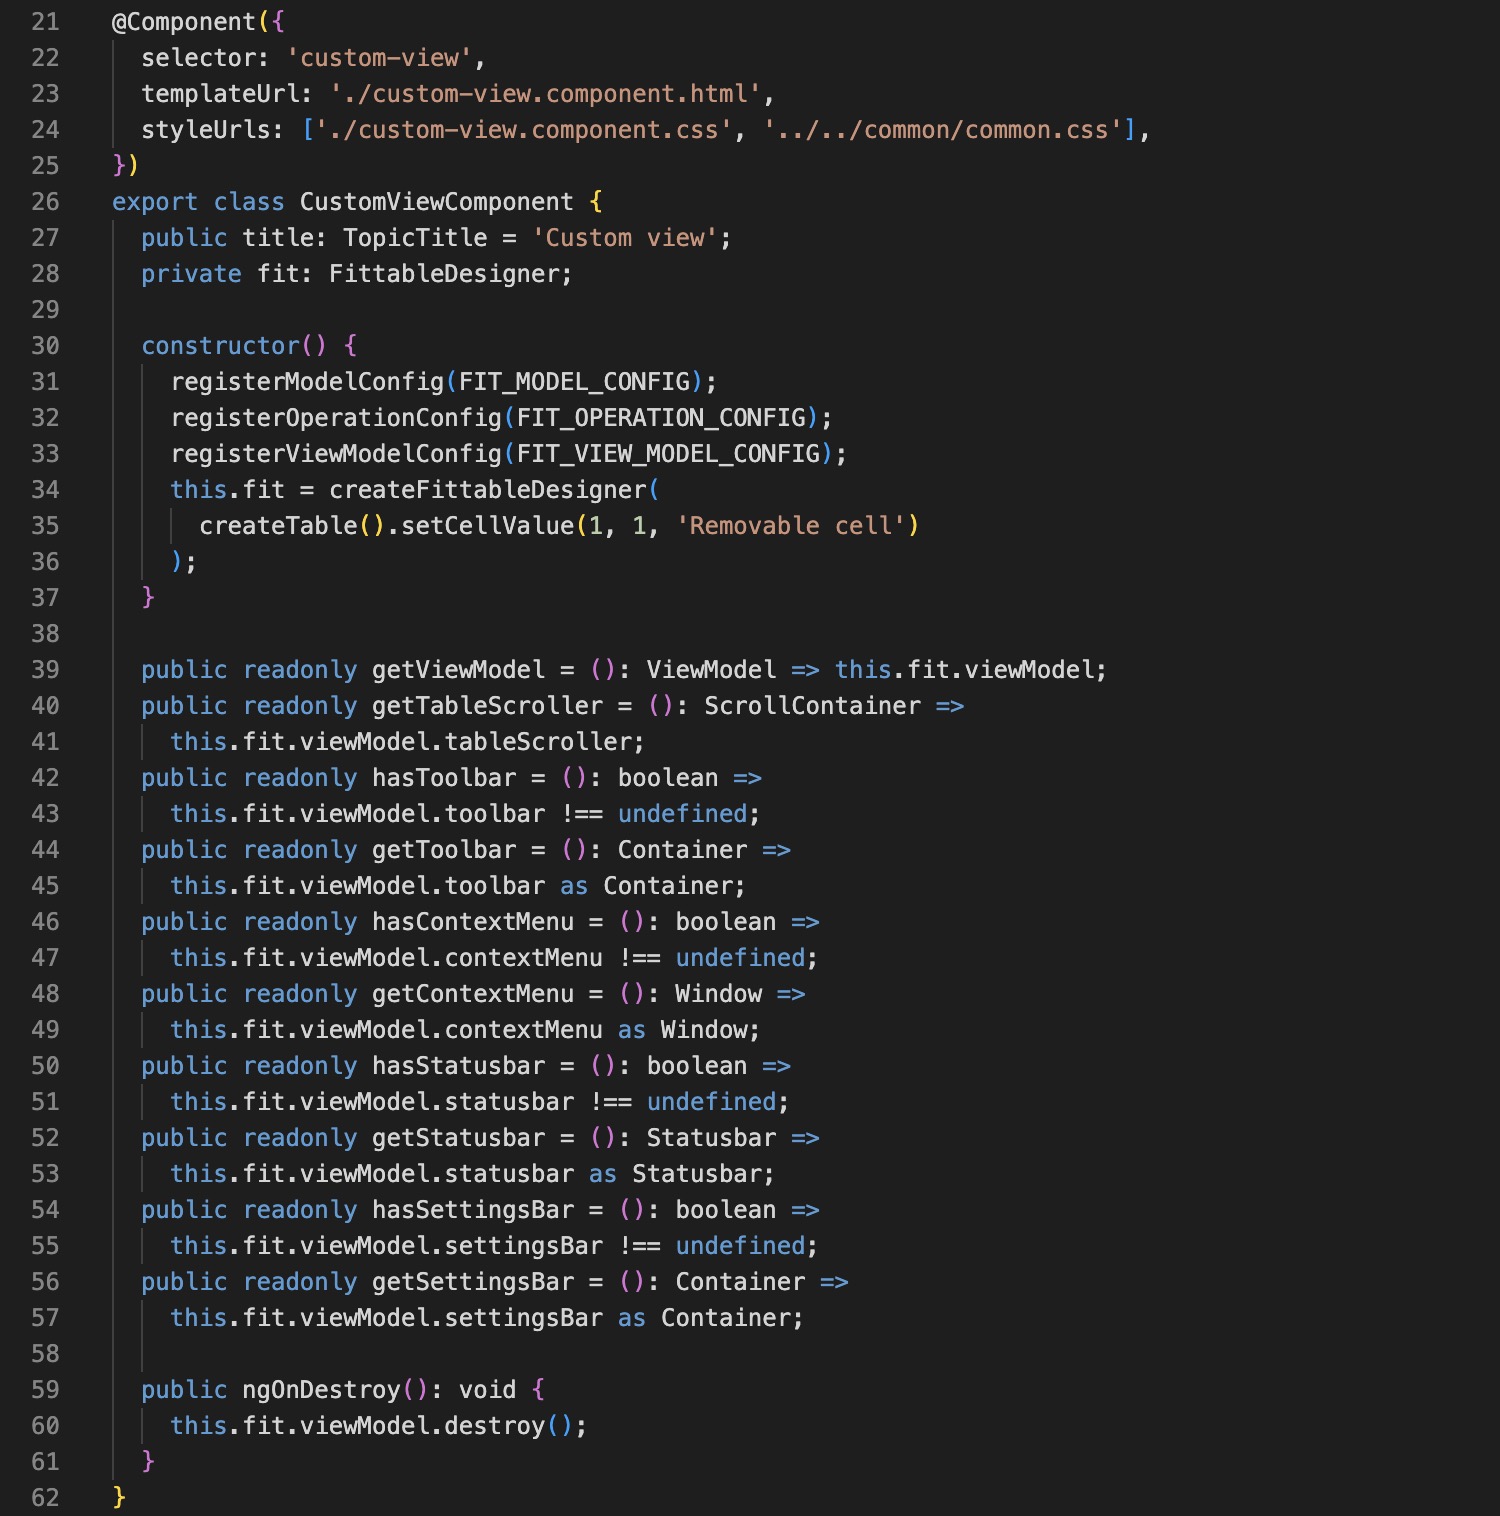 21 @Component({
22   selector: 'custom-view',
23   templateUrl: './custom-view.component.html',
24   styleUrls: ['./custom-view.component.css', '../../common/common.css'],
25 })
26 export class CustomViewComponent {
27   public title: TopicTitle = 'Custom view';
28   private fit: FittableDesigner;
29
30   constructor() {
31     registerModelConfig(FIT_MODEL_CONFIG);
32     registerOperationConfig(FIT_OPERATION_CONFIG);
33     registerViewModelConfig(FIT_VIEW_MODEL_CONFIG);
34     this.fit = createFittableDesigner(
35       createTable().setCellValue(1, 1, 'Removable cell')
36     );
37   }
38
39   public readonly getViewModel = (): ViewModel => this.fit.viewModel;
40   public readonly getTableScroller = (): ScrollContainer =>
41     this.fit.viewModel.tableScroller;
42   public readonly hasToolbar = (): boolean =>
43     this.fit.viewModel.toolbar !== undefined;
44   public readonly getToolbar = (): Container =>
45     this.fit.viewModel.toolbar as Container;
46   public readonly hasContextMenu = (): boolean =>
47     this.fit.viewModel.contextMenu !== undefined;
48   public readonly getContextMenu = (): Window =>
49     this.fit.viewModel.contextMenu as Window;
50   public readonly hasStatusbar = (): boolean =>
51     this.fit.viewModel.statusbar !== undefined;
52   public readonly getStatusbar = (): Statusbar =>
53     this.fit.viewModel.statusbar as Statusbar;
54   public readonly hasSettingsBar = (): boolean =>
55     this.fit.viewModel.settingsBar !== undefined;
56   public readonly getSettingsBar = (): Container =>
57     this.fit.viewModel.settingsBar as Container;
58
59   public ngOnDestroy(): void {
60     this.fit.viewModel.destroy();
61   }
62 }